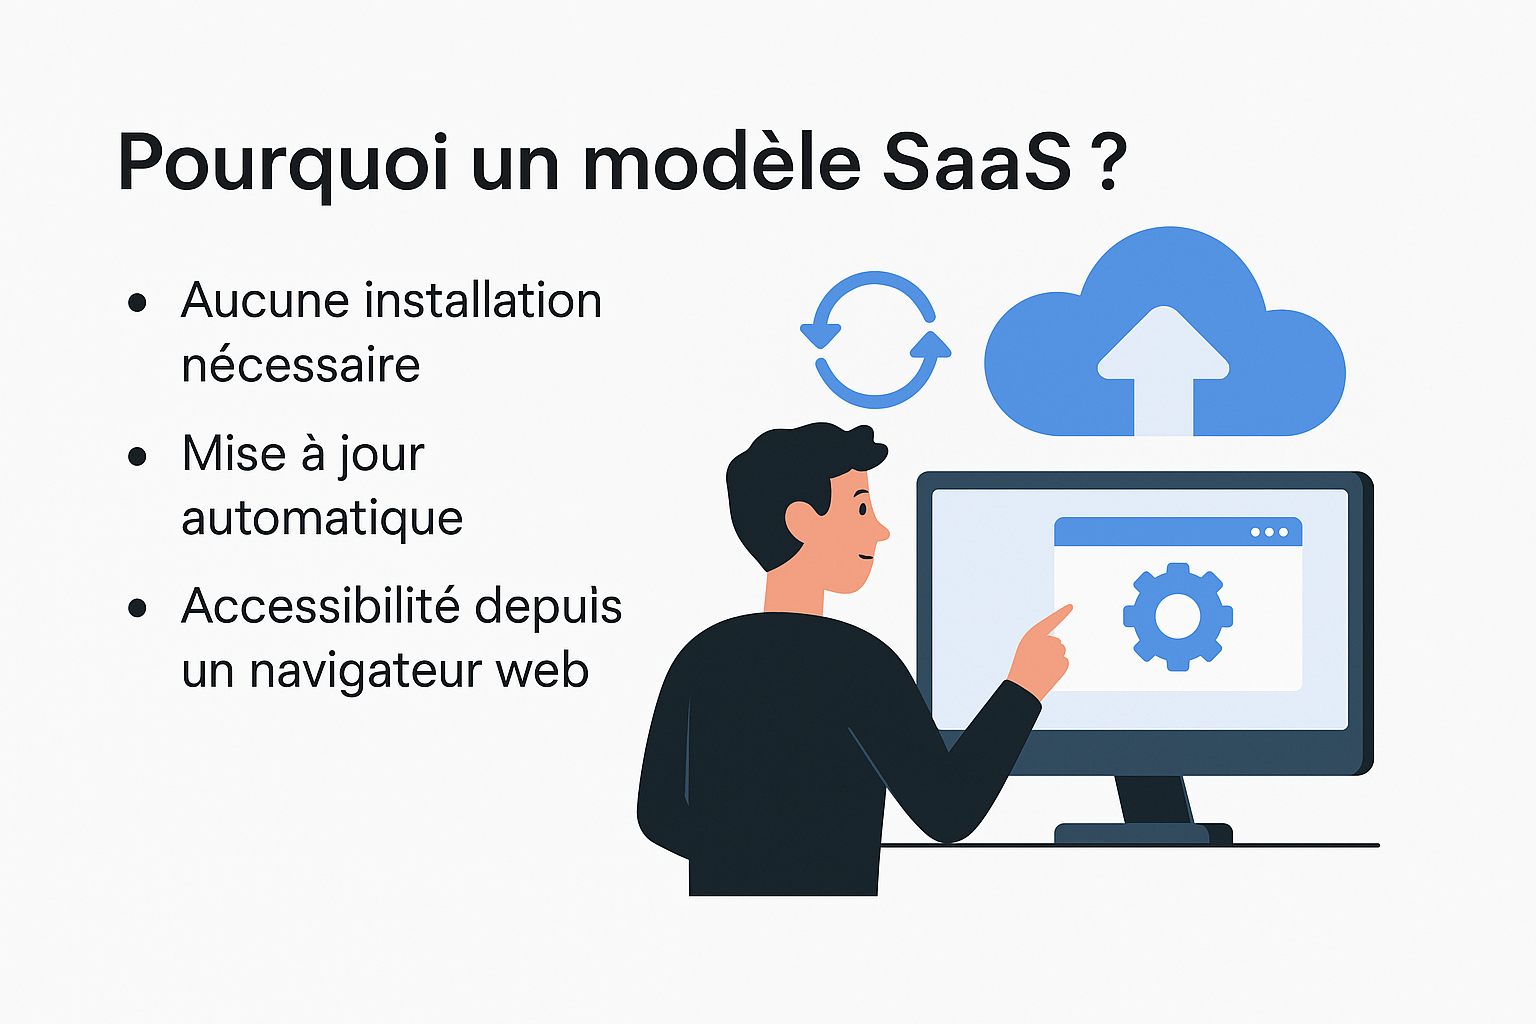 Pourquoi un modèle SaaS ?
• Aucune installation
nécessaire
• Mise à jour
automatique
• Accessibilité depuis
un navigateur web